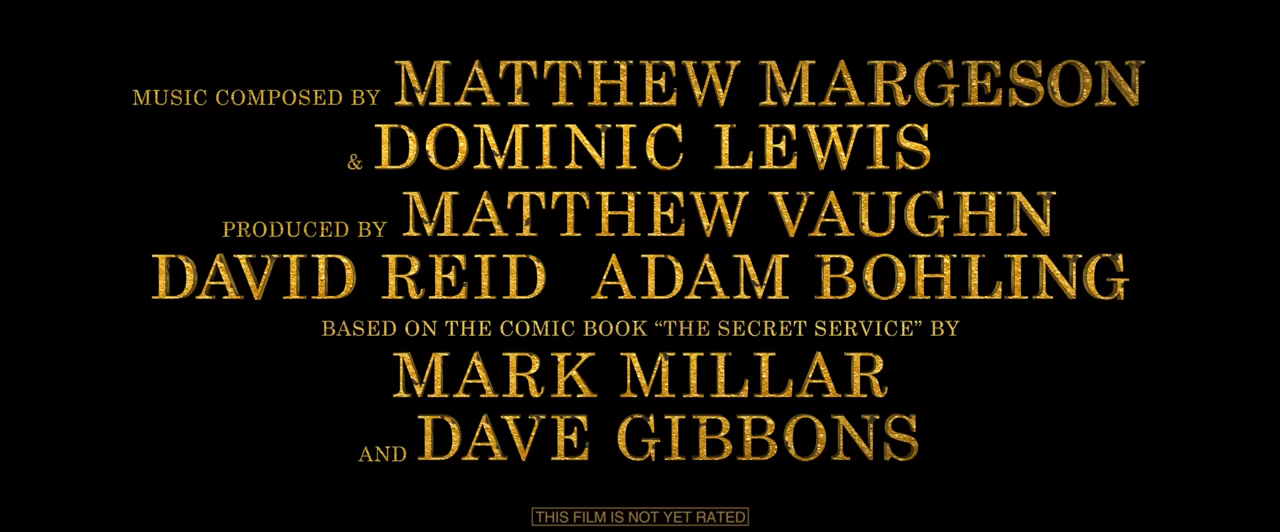 MUSIC COMPOSED BY MATTHEW MARGESON
& DOMINIC LEWIS
PRODUCED BY MATTHEW VAUGHN
DAVID REID ADAM BOHLING
BASED ON THE COMIC BOOK “THE SECRET SERVICE” BY
MARK MILLAR
AND DAVE GIBBONS
THIS FILM IS NOT YET RATED